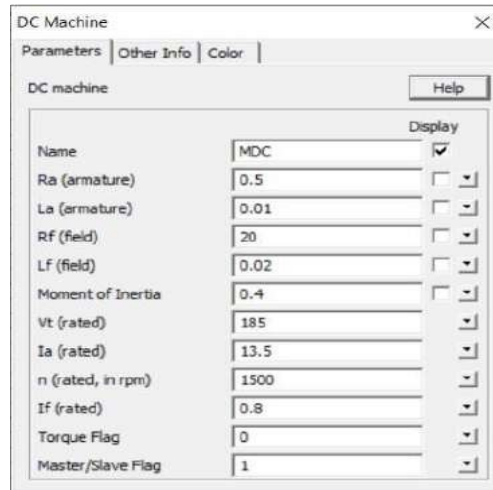 DC Machine
Parameters Other Info Color
DC machine Help
Display
Name MDC
Ra (armature) 0.5
La (armature) 0.01
Rf (field) 20
Lf (field) 0.02
Moment of Inertia 0.4
Vt (rated) 185
Ia (rated) 13.5
n (rated, in rpm) 1500
If (rated) 0.8
Torque Flag 0
Master/Slave Flag 1